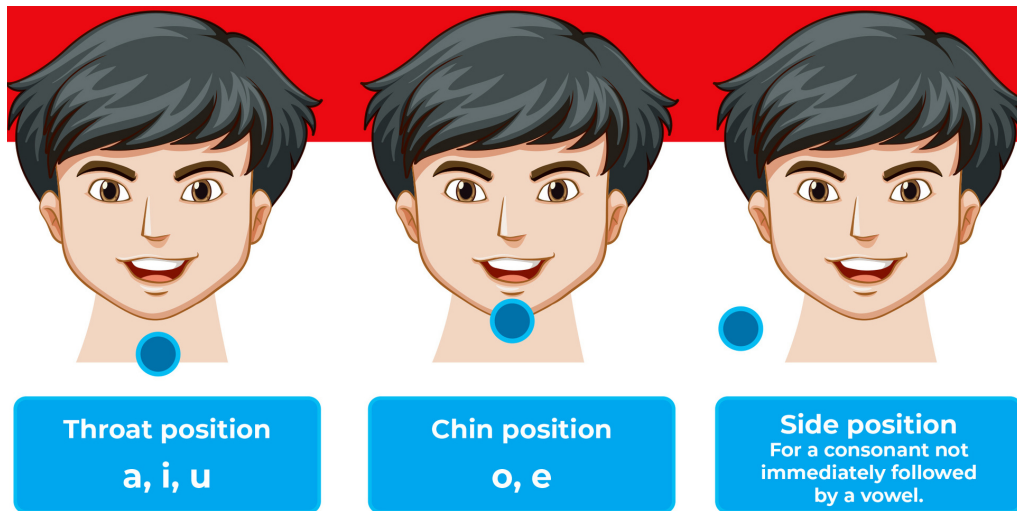 Throat position
a, i, u
Chin position
o, e
Side position
For a consonant not
immediately followed
by a vowel.